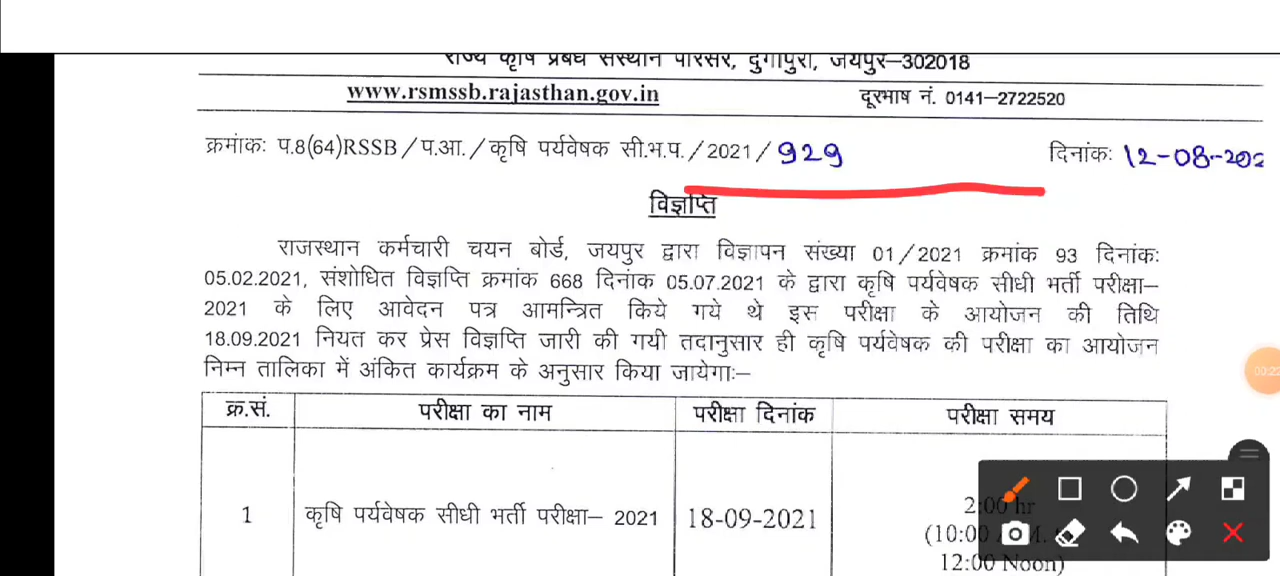 राज्य कृषि प्रबंध संस्थान परिसर, दुर्गापुरा, जयपुर–302018
www.rsmssb.rajasthan.gov.in दूरभाष नं. 0141–2722520
क्रमांकः प.8(64)RSSB/प.आ./कृषि पर्यवेक्षक सी.भ.प./2021/929 दिनांकः 12-08-202
विज्ञप्ति
राजस्थान कर्मचारी चयन बोर्ड, जयपुर द्वारा विज्ञापन संख्या 01/2021 क्रमांक 93 दिनांकः
05.02.2021, संशोधित विज्ञप्ति क्रमांक 668 दिनांक 05.07.2021 के द्वारा कृषि पर्यवेक्षक सीधी भर्ती परीक्षा–
2021 के लिए आवेदन पत्र आमन्त्रित किये गये थे इस परीक्षा के आयोजन की तिथि
18.09.2021 नियत कर प्रेस विज्ञप्ति जारी की गयी तदानुसार ही कृषि पर्यवेक्षक की परीक्षा का आयोजन
निम्न तालिका में अंकित कार्यक्रम के अनुसार किया जायेगाः–
क्र.सं. परीक्षा का नाम परीक्षा दिनांक परीक्षा समय
1 कृषि पर्यवेक्षक सीधी भर्ती परीक्षा– 2021 18-09-2021 2:00 hr
(10:00 A.M.
12:00 Noon)
00:22